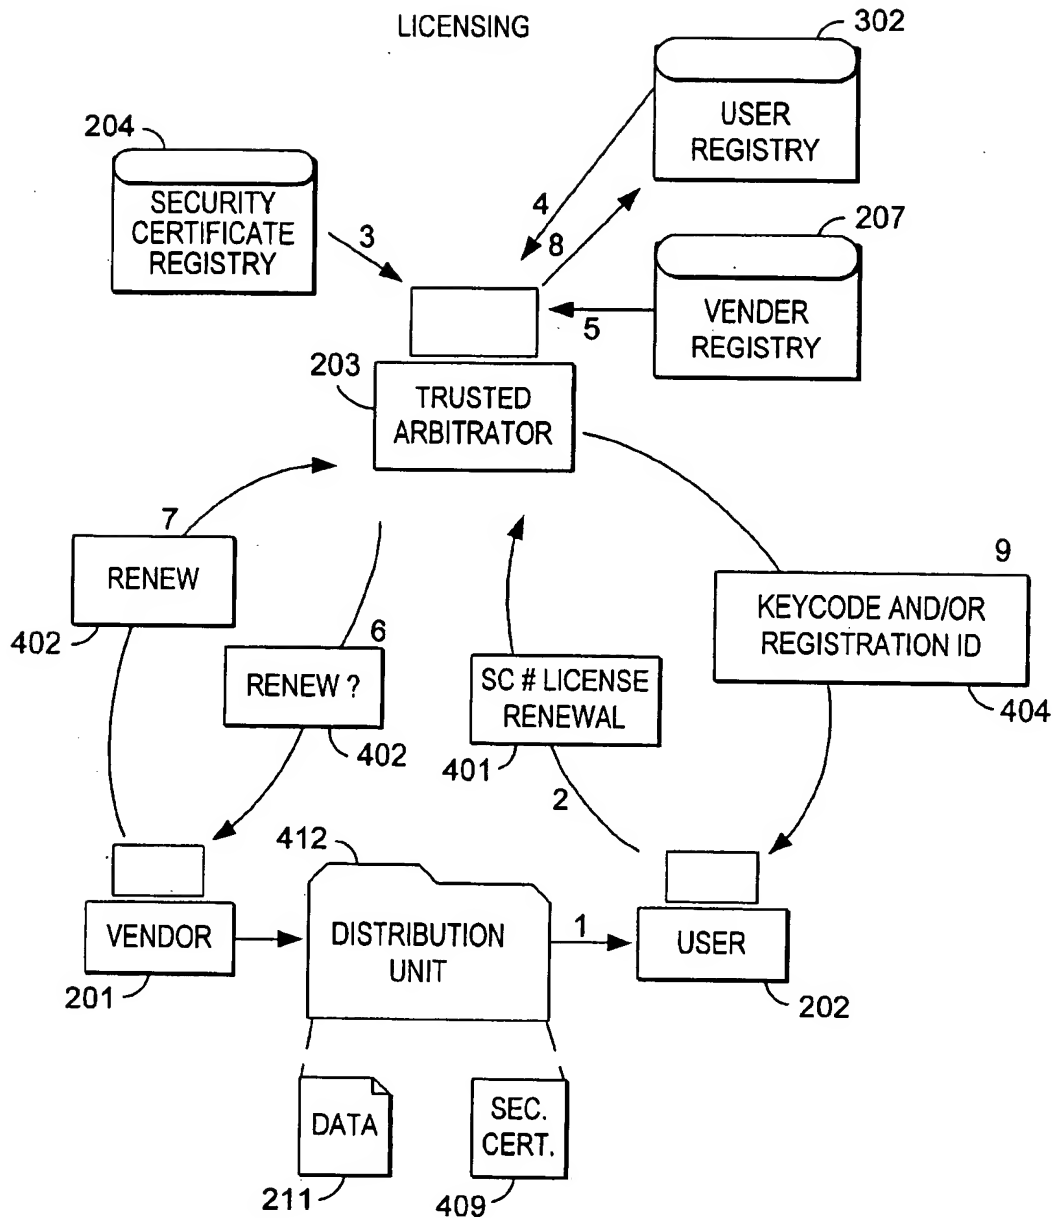 LICENSING
302
USER
REGISTRY
204
SECURITY
CERTIFICATE
REGISTRY
3
4
8
207
VENDER
REGISTRY
5
203
TRUSTED
ARBITRATOR
7
RENEW
402
6
RENEW ?
402
SC # LICENSE
RENEWAL
401
2
9
KEYCODE AND/OR
REGISTRATION ID
404
412
VENDOR
201
DISTRIBUTION
UNIT
1
USER
202
DATA
211
SEC.
CERT.
409